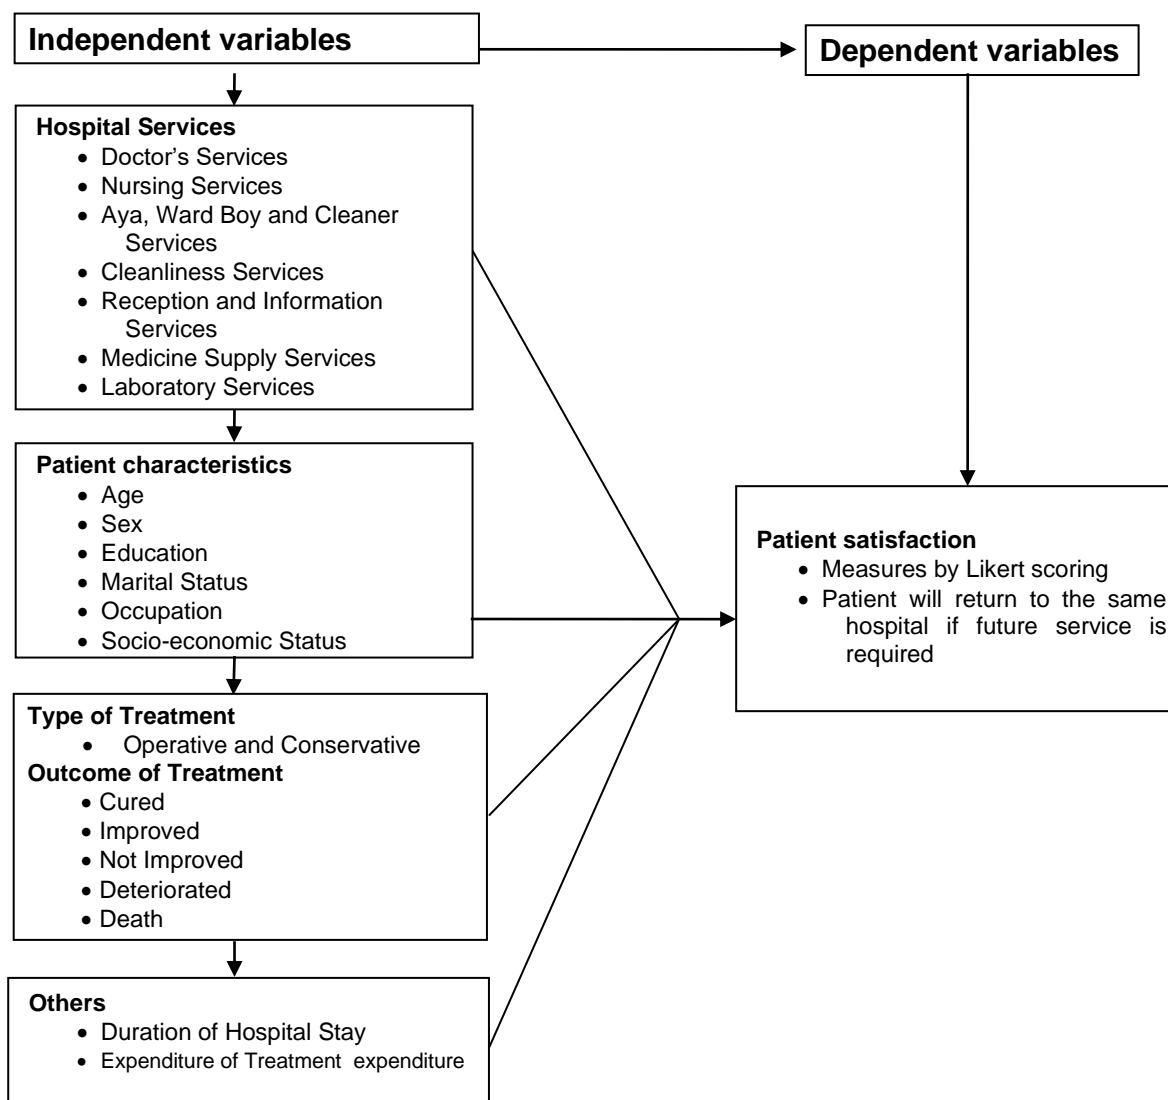 Independent variables
Dependent variables
Hospital Services
• Doctor's Services
• Nursing Services
• Aya, Ward Boy and Cleaner
Services
• Cleanliness Services
• Reception and Information
Services
• Medicine Supply Services
• Laboratory Services
Patient characteristics
• Age
• Sex
• Education
• Marital Status
• Occupation
• Socio-economic Status
Type of Treatment
• Operative and Conservative
Outcome of Treatment
• Cured
• Improved
• Not Improved
• Deteriorated
• Death
Others
• Duration of Hospital Stay
• Expenditure of Treatment expenditure
Patient satisfaction
• Measures by Likert scoring
• Patient will return to the same
hospital if future service is
required